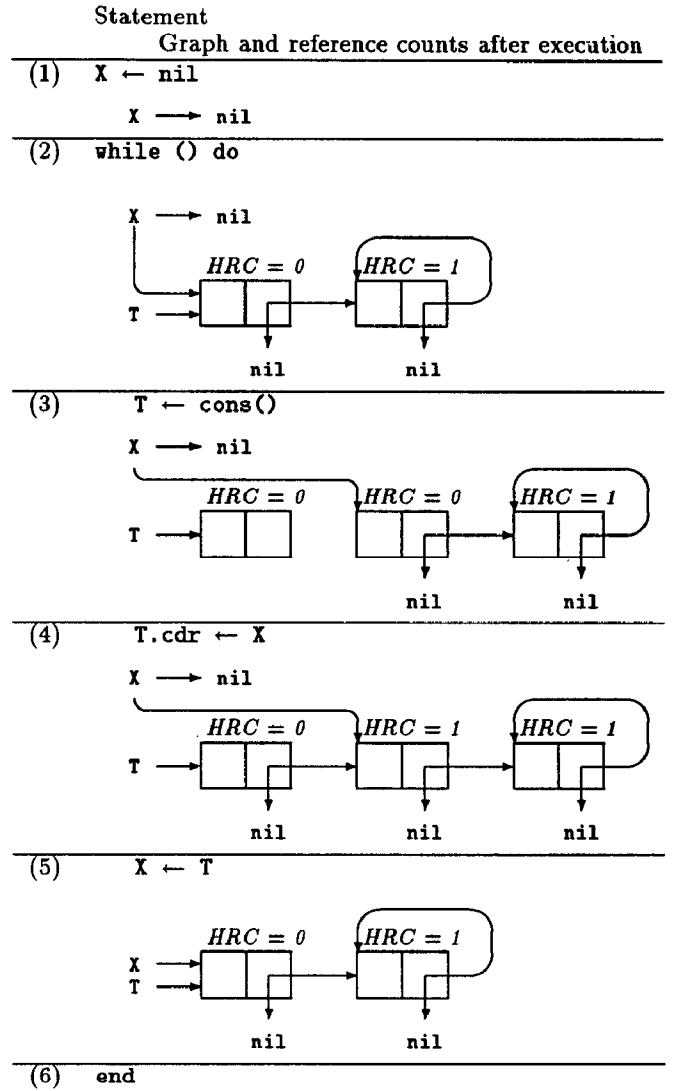 Statement
Graph and reference counts after execution
(1) X ← nil
X → nil
(2) while () do
X → nil
HRC = 0 HRC = 1
T →
nil nil
(3) T ← cons()
X → nil
HRC = 0 HRC = 0 HRC = 1
T →
nil nil
(4) T.cdr ← X
X → nil
HRC = 0 HRC = 1 HRC = 1
T →
nil nil nil
(5) X ← T
HRC = 0 HRC = 1
X →
T →
nil nil
(6) end